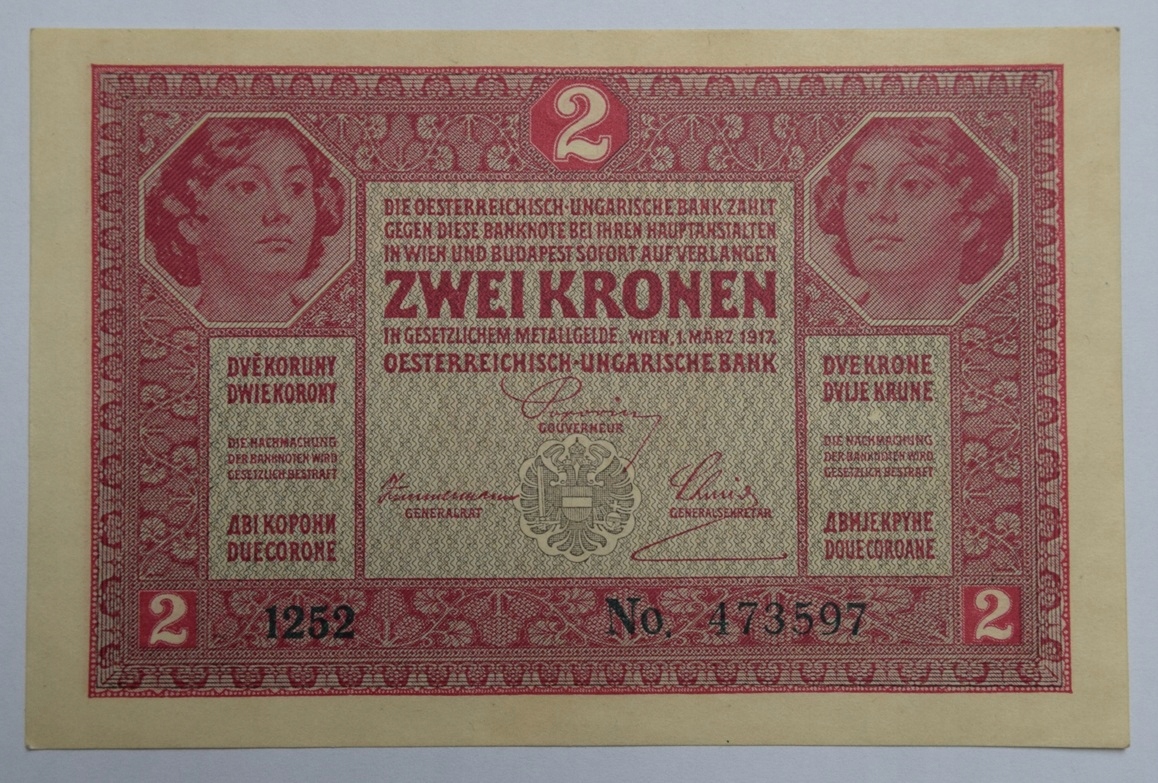 2
DIE OESTERREICHISCH-UNGARISCHE BANK ZAHLT
GEGEN DIESE BANKNOTE BEI IHREN HAUPTANSTALTEN
IN WIEN UND BUDAPEST SOFORT AUF VERLANGEN
ZWEI KRONEN
IN GESETZLICHEM METALLGELDE. WIEN, 1. MÄRZ 1917.
OESTERREICHISCH-UNGARISCHE BANK
Popovics
GOUVERNEUR
GENERALRAT
GENERALSEKRETÄR
DVĚ KORUNY
DWIE KORONY
DIE NACHMACHUNG
DER BANKNOTEN WIRD
GESETZLICH BESTRAFT
ДВІ КОРОНИ
DUE CORONE
DVE KRONE
DVIJE KRUNE
DIE NACHMACHUNG
DER BANKNOTEN WIRD
GESETZLICH BESTRAFT
ДВИЈЕ КРУНЕ
DOUE COROANE
2
1252
No. 473597
2